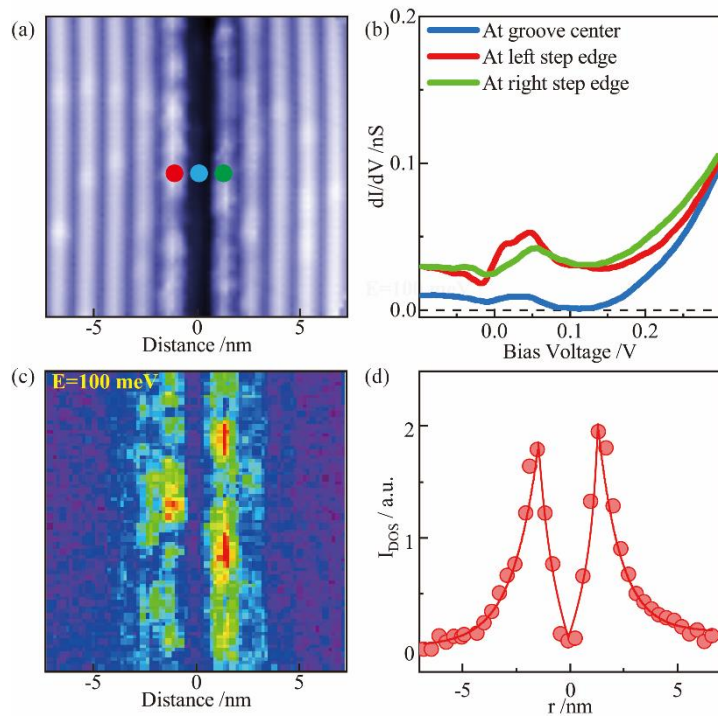 (a)
-5
0
5
Distance /nm
(b)
At groove center
At left step edge
At right step edge
0.2
0.1
0.0
dI/dV /nS
0.0
0.1
0.2
Bias Voltage /V
(c)
E=100 meV
-5
0
5
Distance /nm
(d)
2
1
0
I_DOS / a.u.
-5
0
5
r /nm